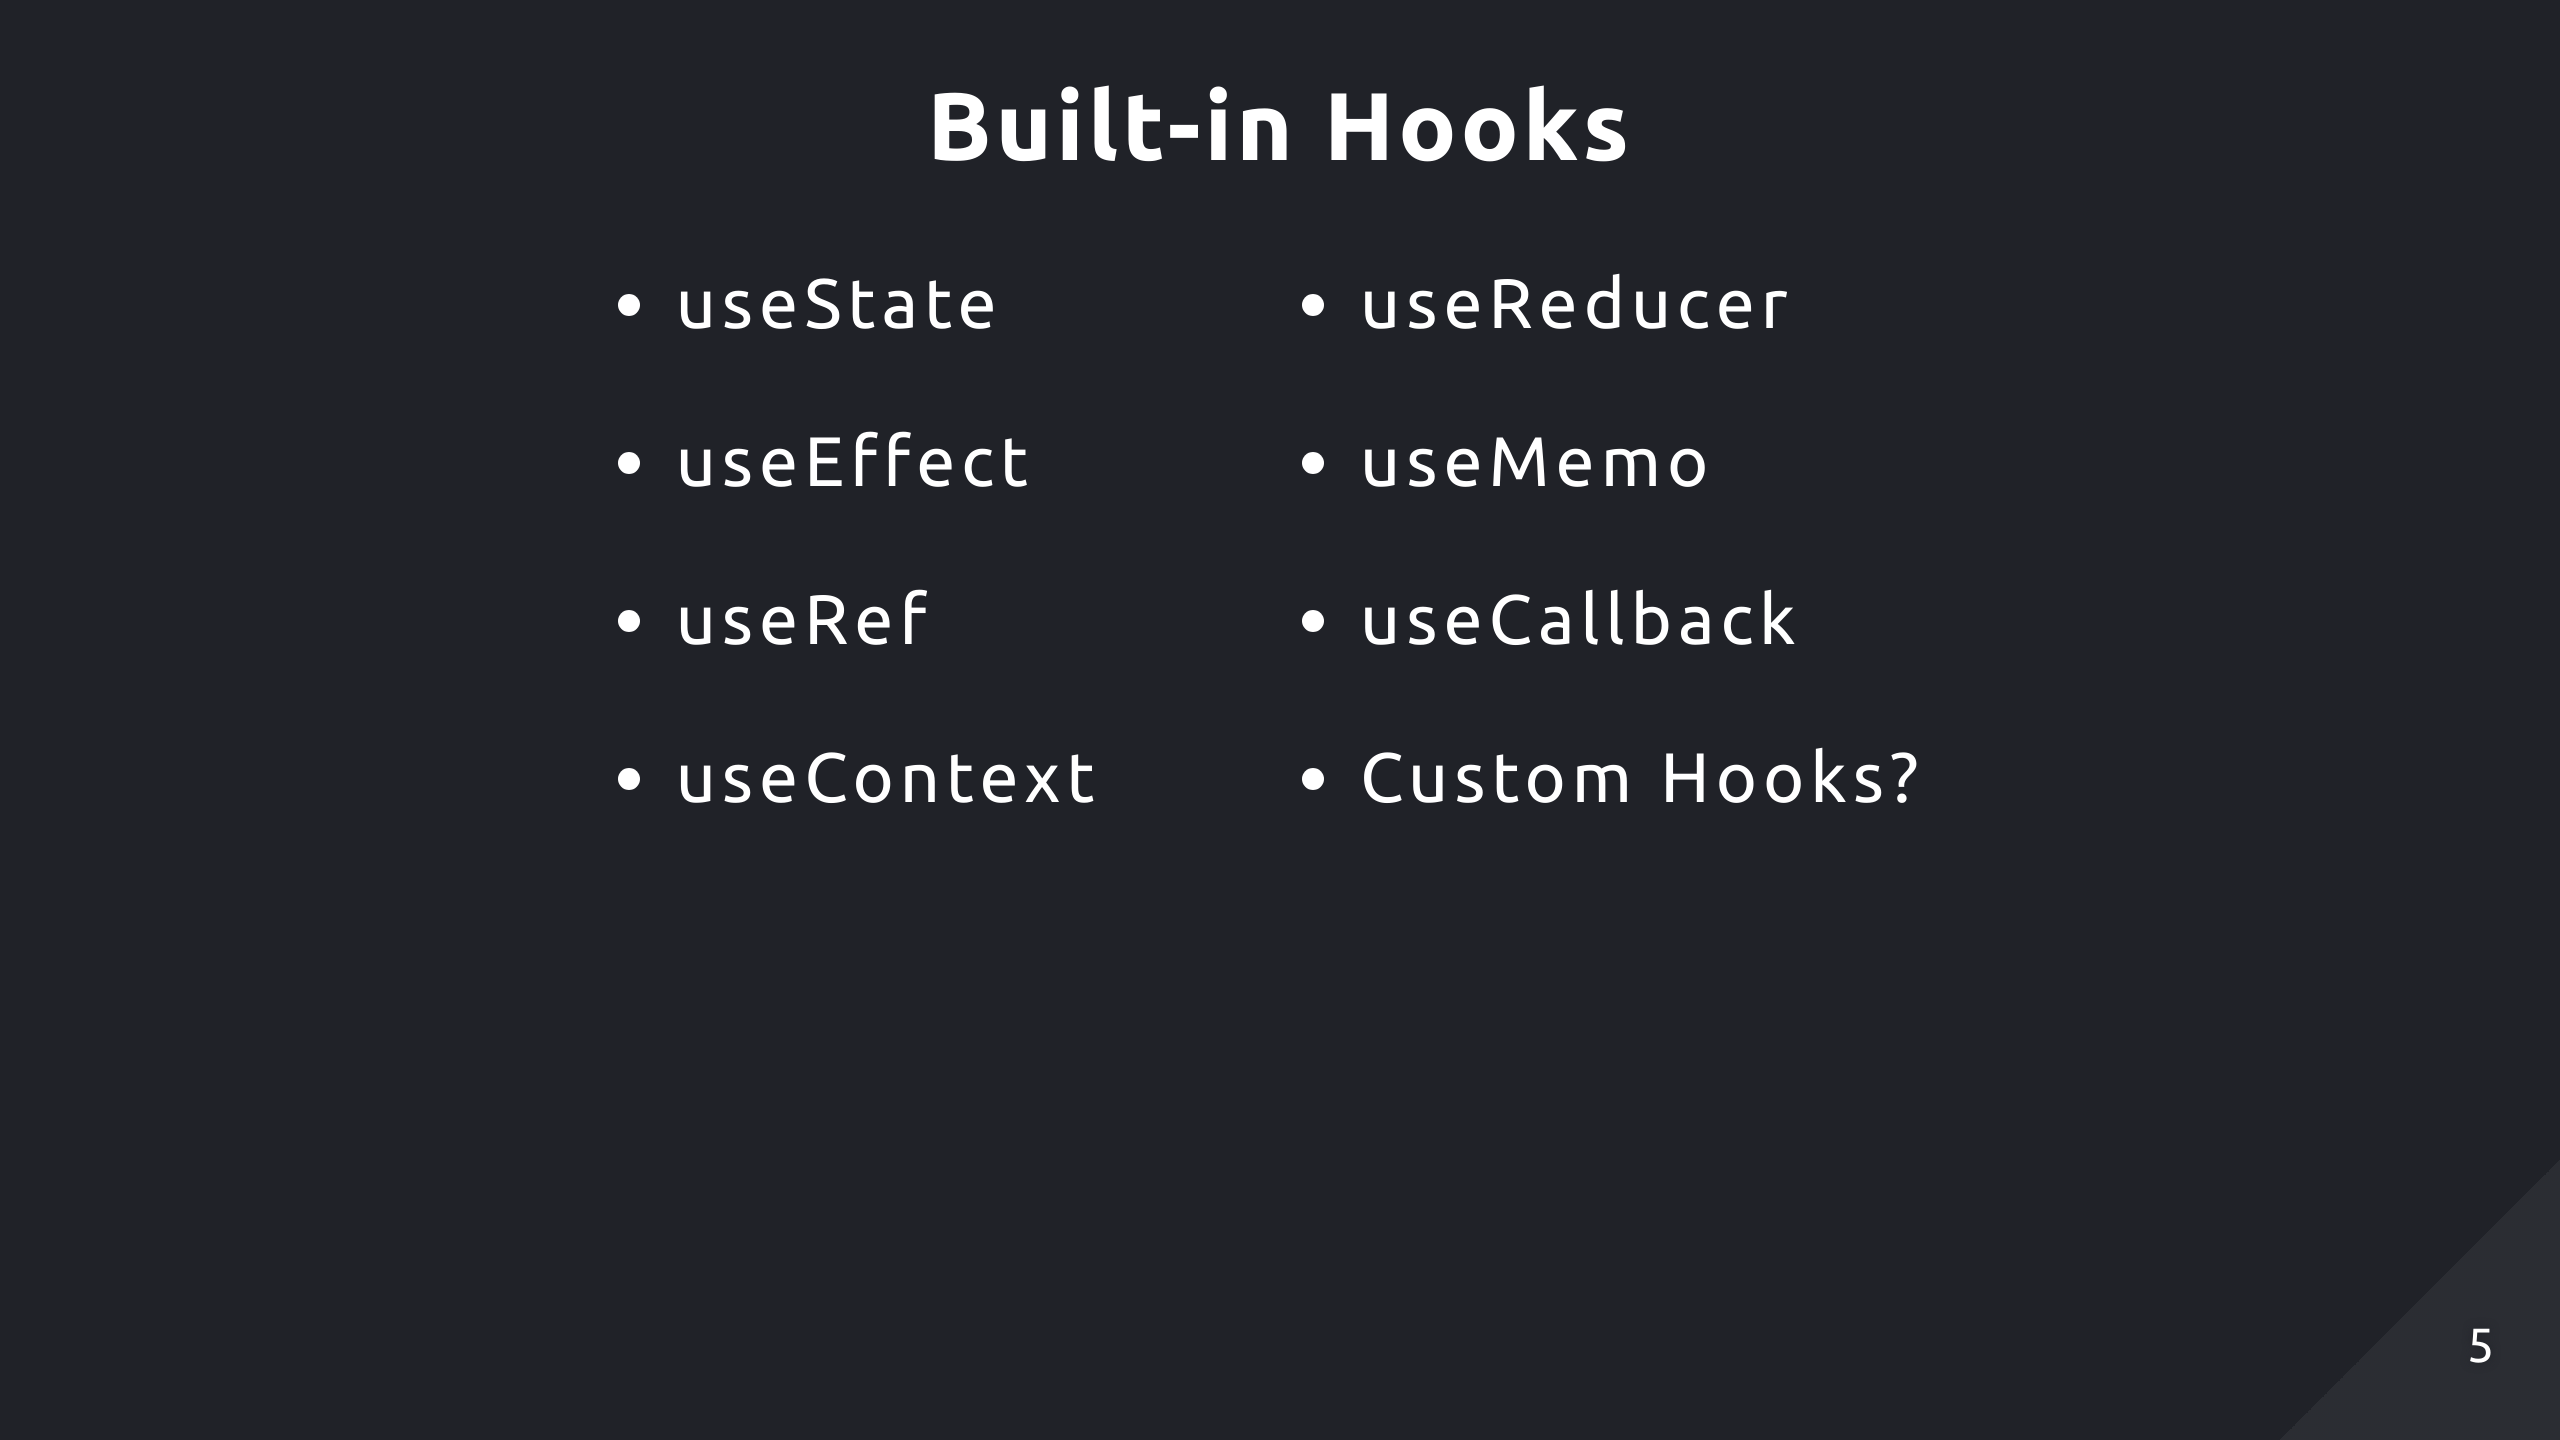 Built-in Hooks
• useState
• useEffect
• useRef
• useContext
• useReducer
• useMemo
• useCallback
• Custom Hooks?
5